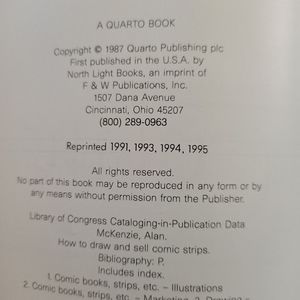 A QUARTO BOOK
Copyright © 1987 Quarto Publishing plc
First published in the U.S.A. by
North Light Books, an imprint of
F & W Publications, Inc.
1507 Dana Avenue
Cincinnati, Ohio 45207
(800) 289-0963
Reprinted 1991, 1993, 1994, 1995
All rights reserved.
No part of this book may be reproduced in any form or by
any means without permission from the Publisher.
Library of Congress Cataloging-in-Publication Data
McKenzie, Alan.
How to draw and sell comic strips.
Bibliography: P.
Includes index.
1. Comic books, strips, etc. – Illustrations
2. Comic books, strips, etc. – Marketing. 3. Drawing –